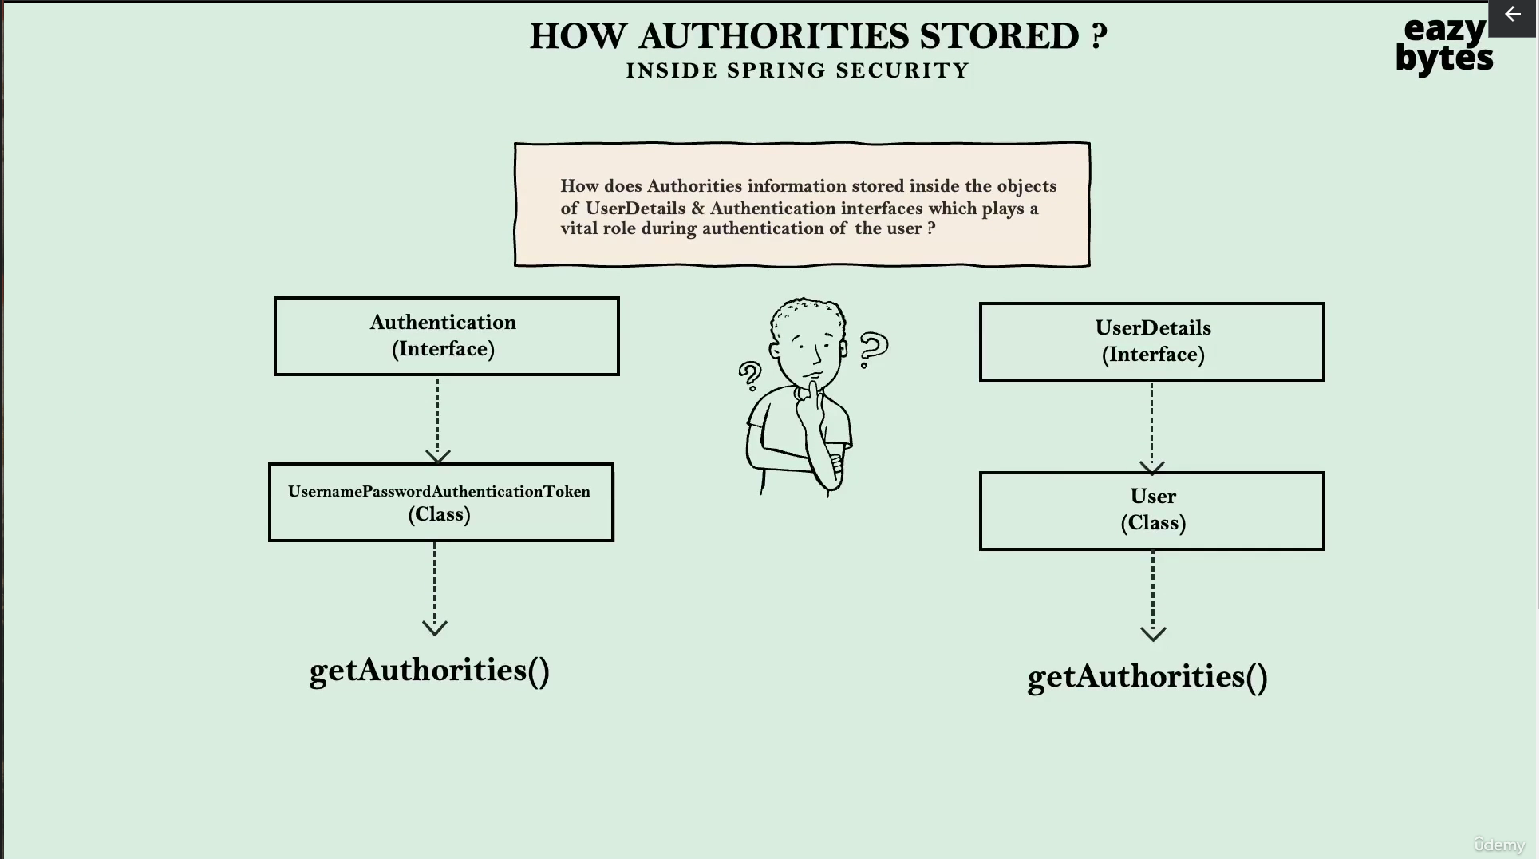 HOW AUTHORITIES STORED ?
INSIDE SPRING SECURITY
eazy
bytes
How does Authorities information stored inside the objects
of UserDetails & Authentication interfaces which plays a
vital role during authentication of the user ?
Authentication
(Interface)
UserDetails
(Interface)
?
?
UsernamePasswordAuthenticationToken
(Class)
User
(Class)
getAuthorities()
getAuthorities()
ûdemy